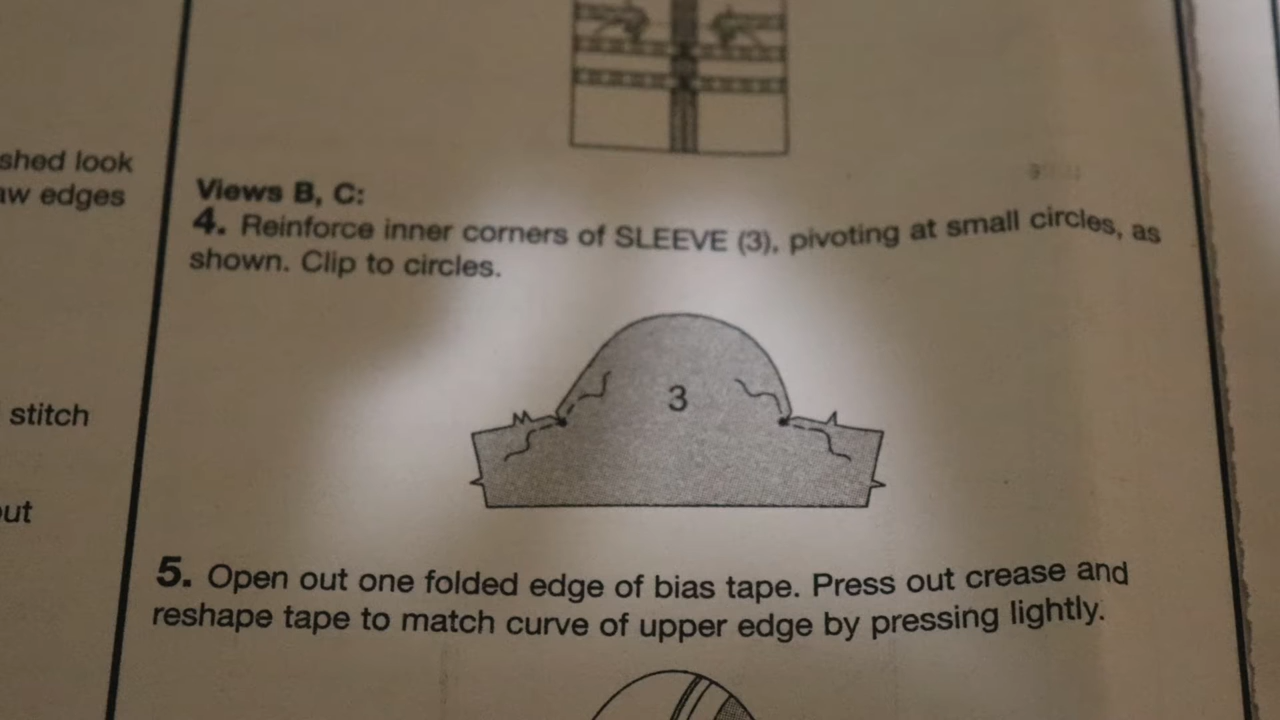 shed look
aw edges
stitch
ut
Views B, C:
4. Reinforce inner corners of SLEEVE (3), pivoting at small circles, as
shown. Clip to circles.
3
5. Open out one folded edge of bias tape. Press out crease and
reshape tape to match curve of upper edge by pressing lightly.